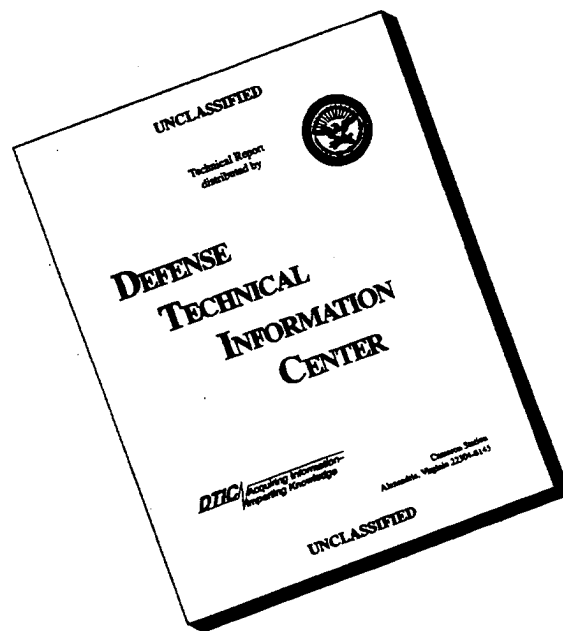 UNCLASSIFIED
Technical Report
distributed by
DEFENSE
TECHNICAL
INFORMATION
CENTER
DTIC Acquiring Information-
Imparting Knowledge
Cameron Station
Alexandria, Virginia 22304-6145
UNCLASSIFIED